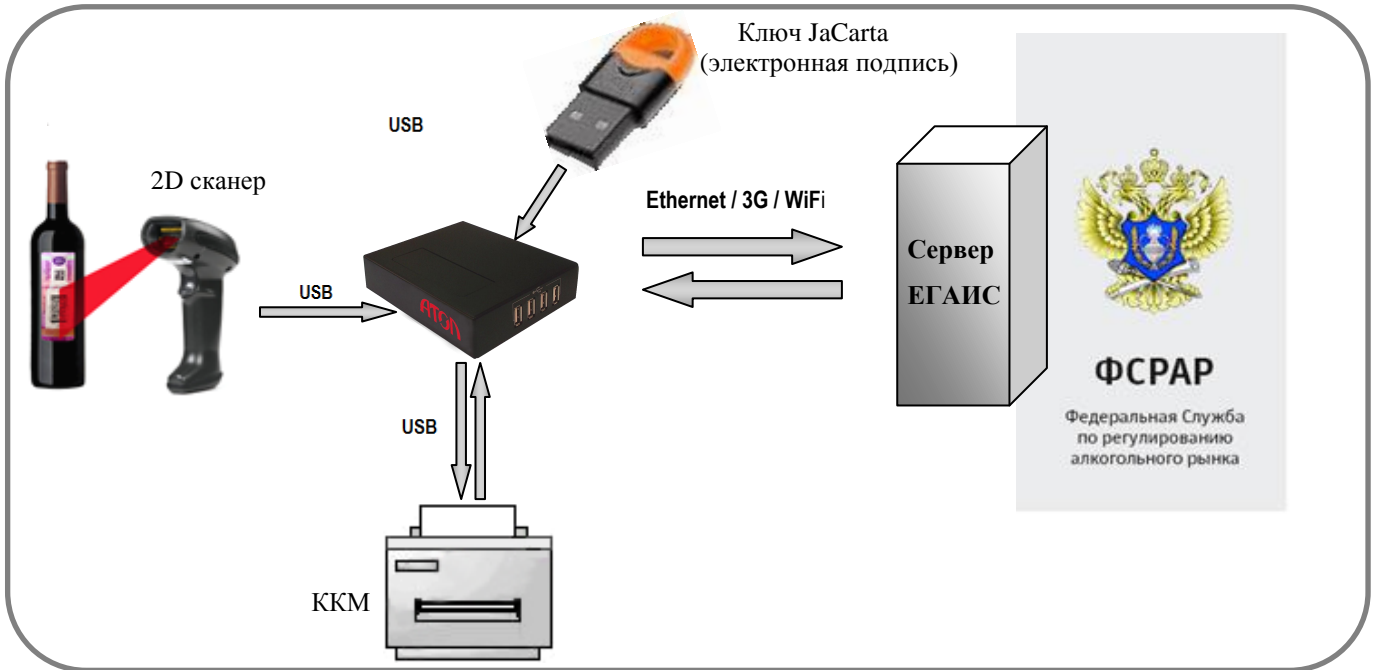 Ключ JaCarta
(электронная подпись)
USB
2D сканер
Ethernet / 3G / WiFi
USB
ATOL
Сервер
ЕГАИС
ФСРАР
Федеральная Служба
по регулированию
алкогольного рынка
USB
ККМ